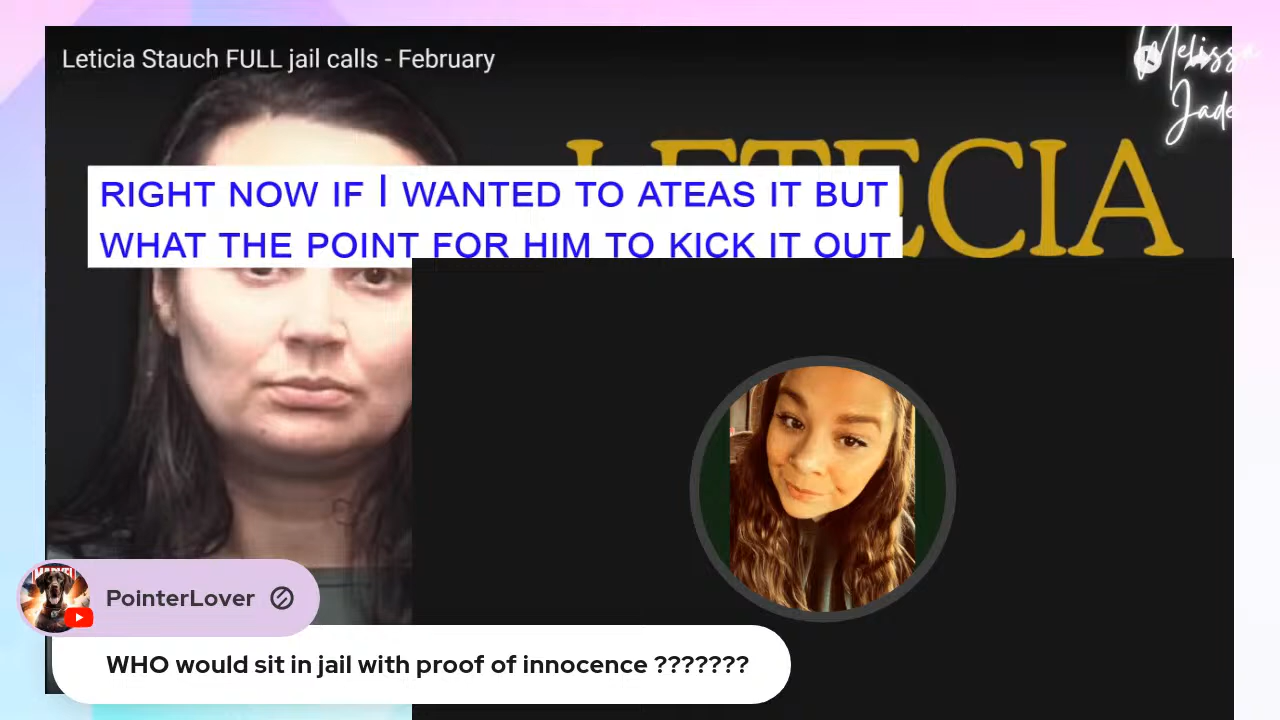 Leticia Stauch FULL jail calls - February
Melissa
Jade
LETECIA
RIGHT NOW IF I WANTED TO ATEAS IT BUT
WHAT THE POINT FOR HIM TO KICK IT OUT
MARVEL
PointerLover
WHO would sit in jail with proof of innocence ???????